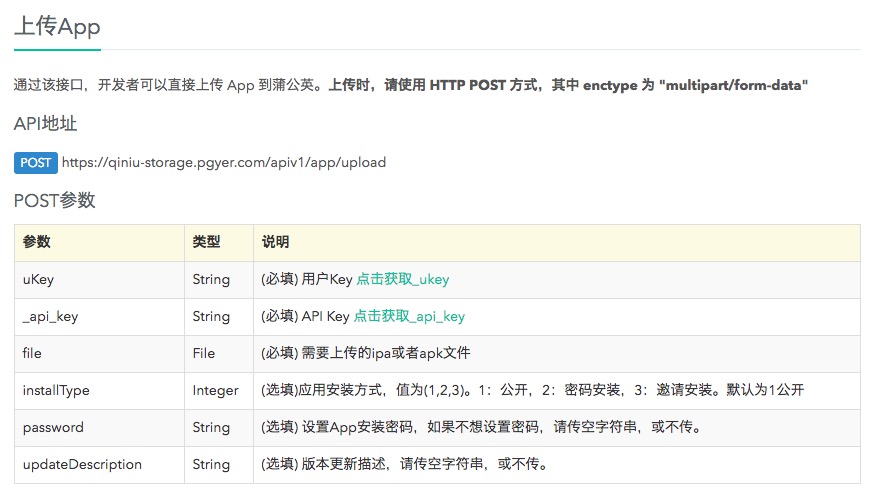 上传App
通过该接口，开发者可以直接上传 App 到蒲公英。上传时，请使用 HTTP POST 方式，其中 enctype 为 "multipart/form-data"
API地址
POST https://qiniu-storage.pgyer.com/apiv1/app/upload
POST参数
参数 类型 说明
uKey String (必填) 用户Key 点击获取_ukey
_api_key String (必填) API Key 点击获取_api_key
file File (必填) 需要上传的ipa或者apk文件
installType Integer (选填)应用安装方式，值为(1,2,3)。1：公开，2：密码安装，3：邀请安装。默认为1公开
password String (选填) 设置App安装密码，如果不想设置密码，请传空字符串，或不传。
updateDescription String (选填) 版本更新描述，请传空字符串，或不传。